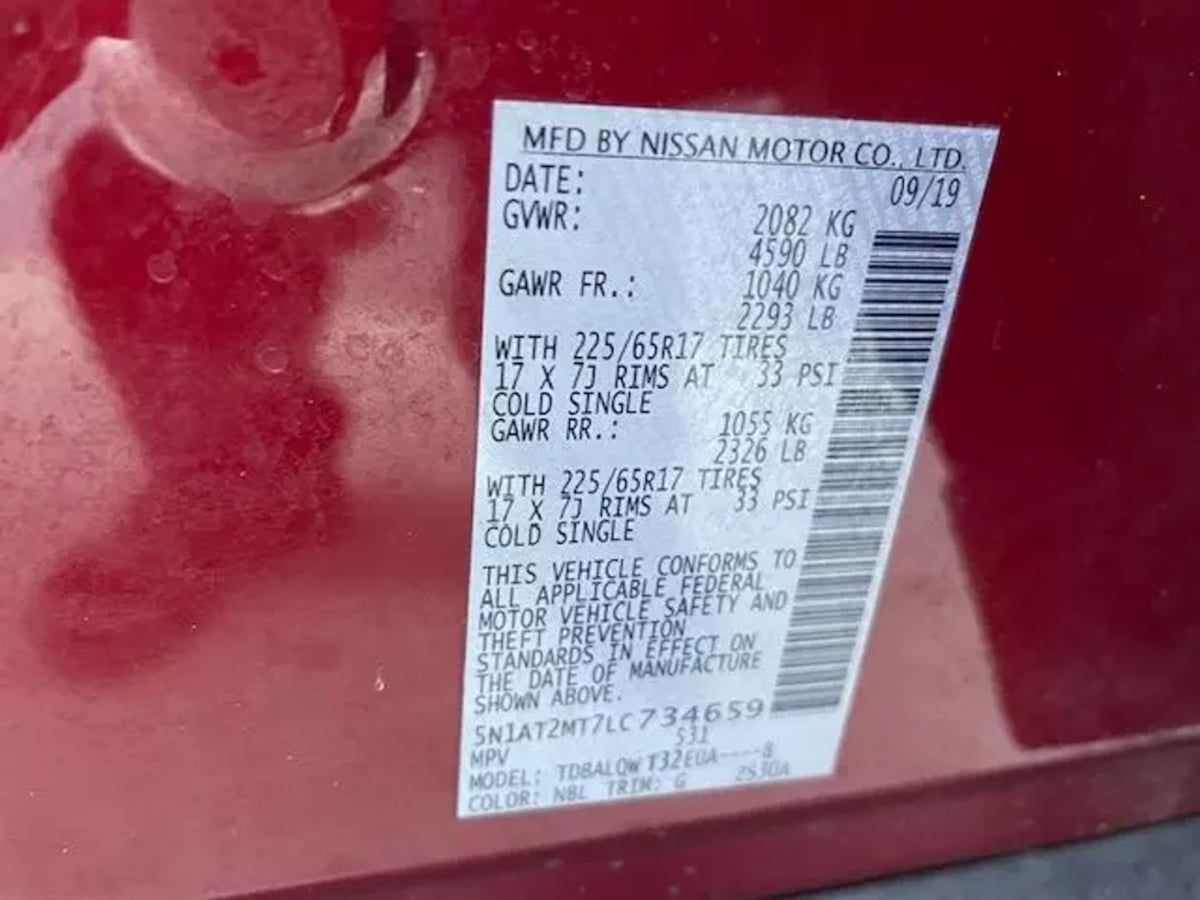 MFD BY NISSAN MOTOR CO., LTD.
DATE: 09/19
GVWR: 2082 KG
4590 LB
GAWR FR.: 1040 KG
2293 LB
WITH 225/65R17 TIRES
17 X 7J RIMS AT 33 PSI
COLD SINGLE
GAWR RR.: 1055 KG
2326 LB
WITH 225/65R17 TIRES
17 X 7J RIMS AT 33 PSI
COLD SINGLE
THIS VEHICLE CONFORMS TO
ALL APPLICABLE FEDERAL
MOTOR VEHICLE SAFETY AND
THEFT PREVENTION
STANDARDS IN EFFECT ON
THE DATE OF MANUFACTURE
SHOWN ABOVE.
5N1AT2MT7LC734659
MPV 531
MODEL: TDBALQW T32EUA----8
COLOR: NBL TRIM: G 2530A